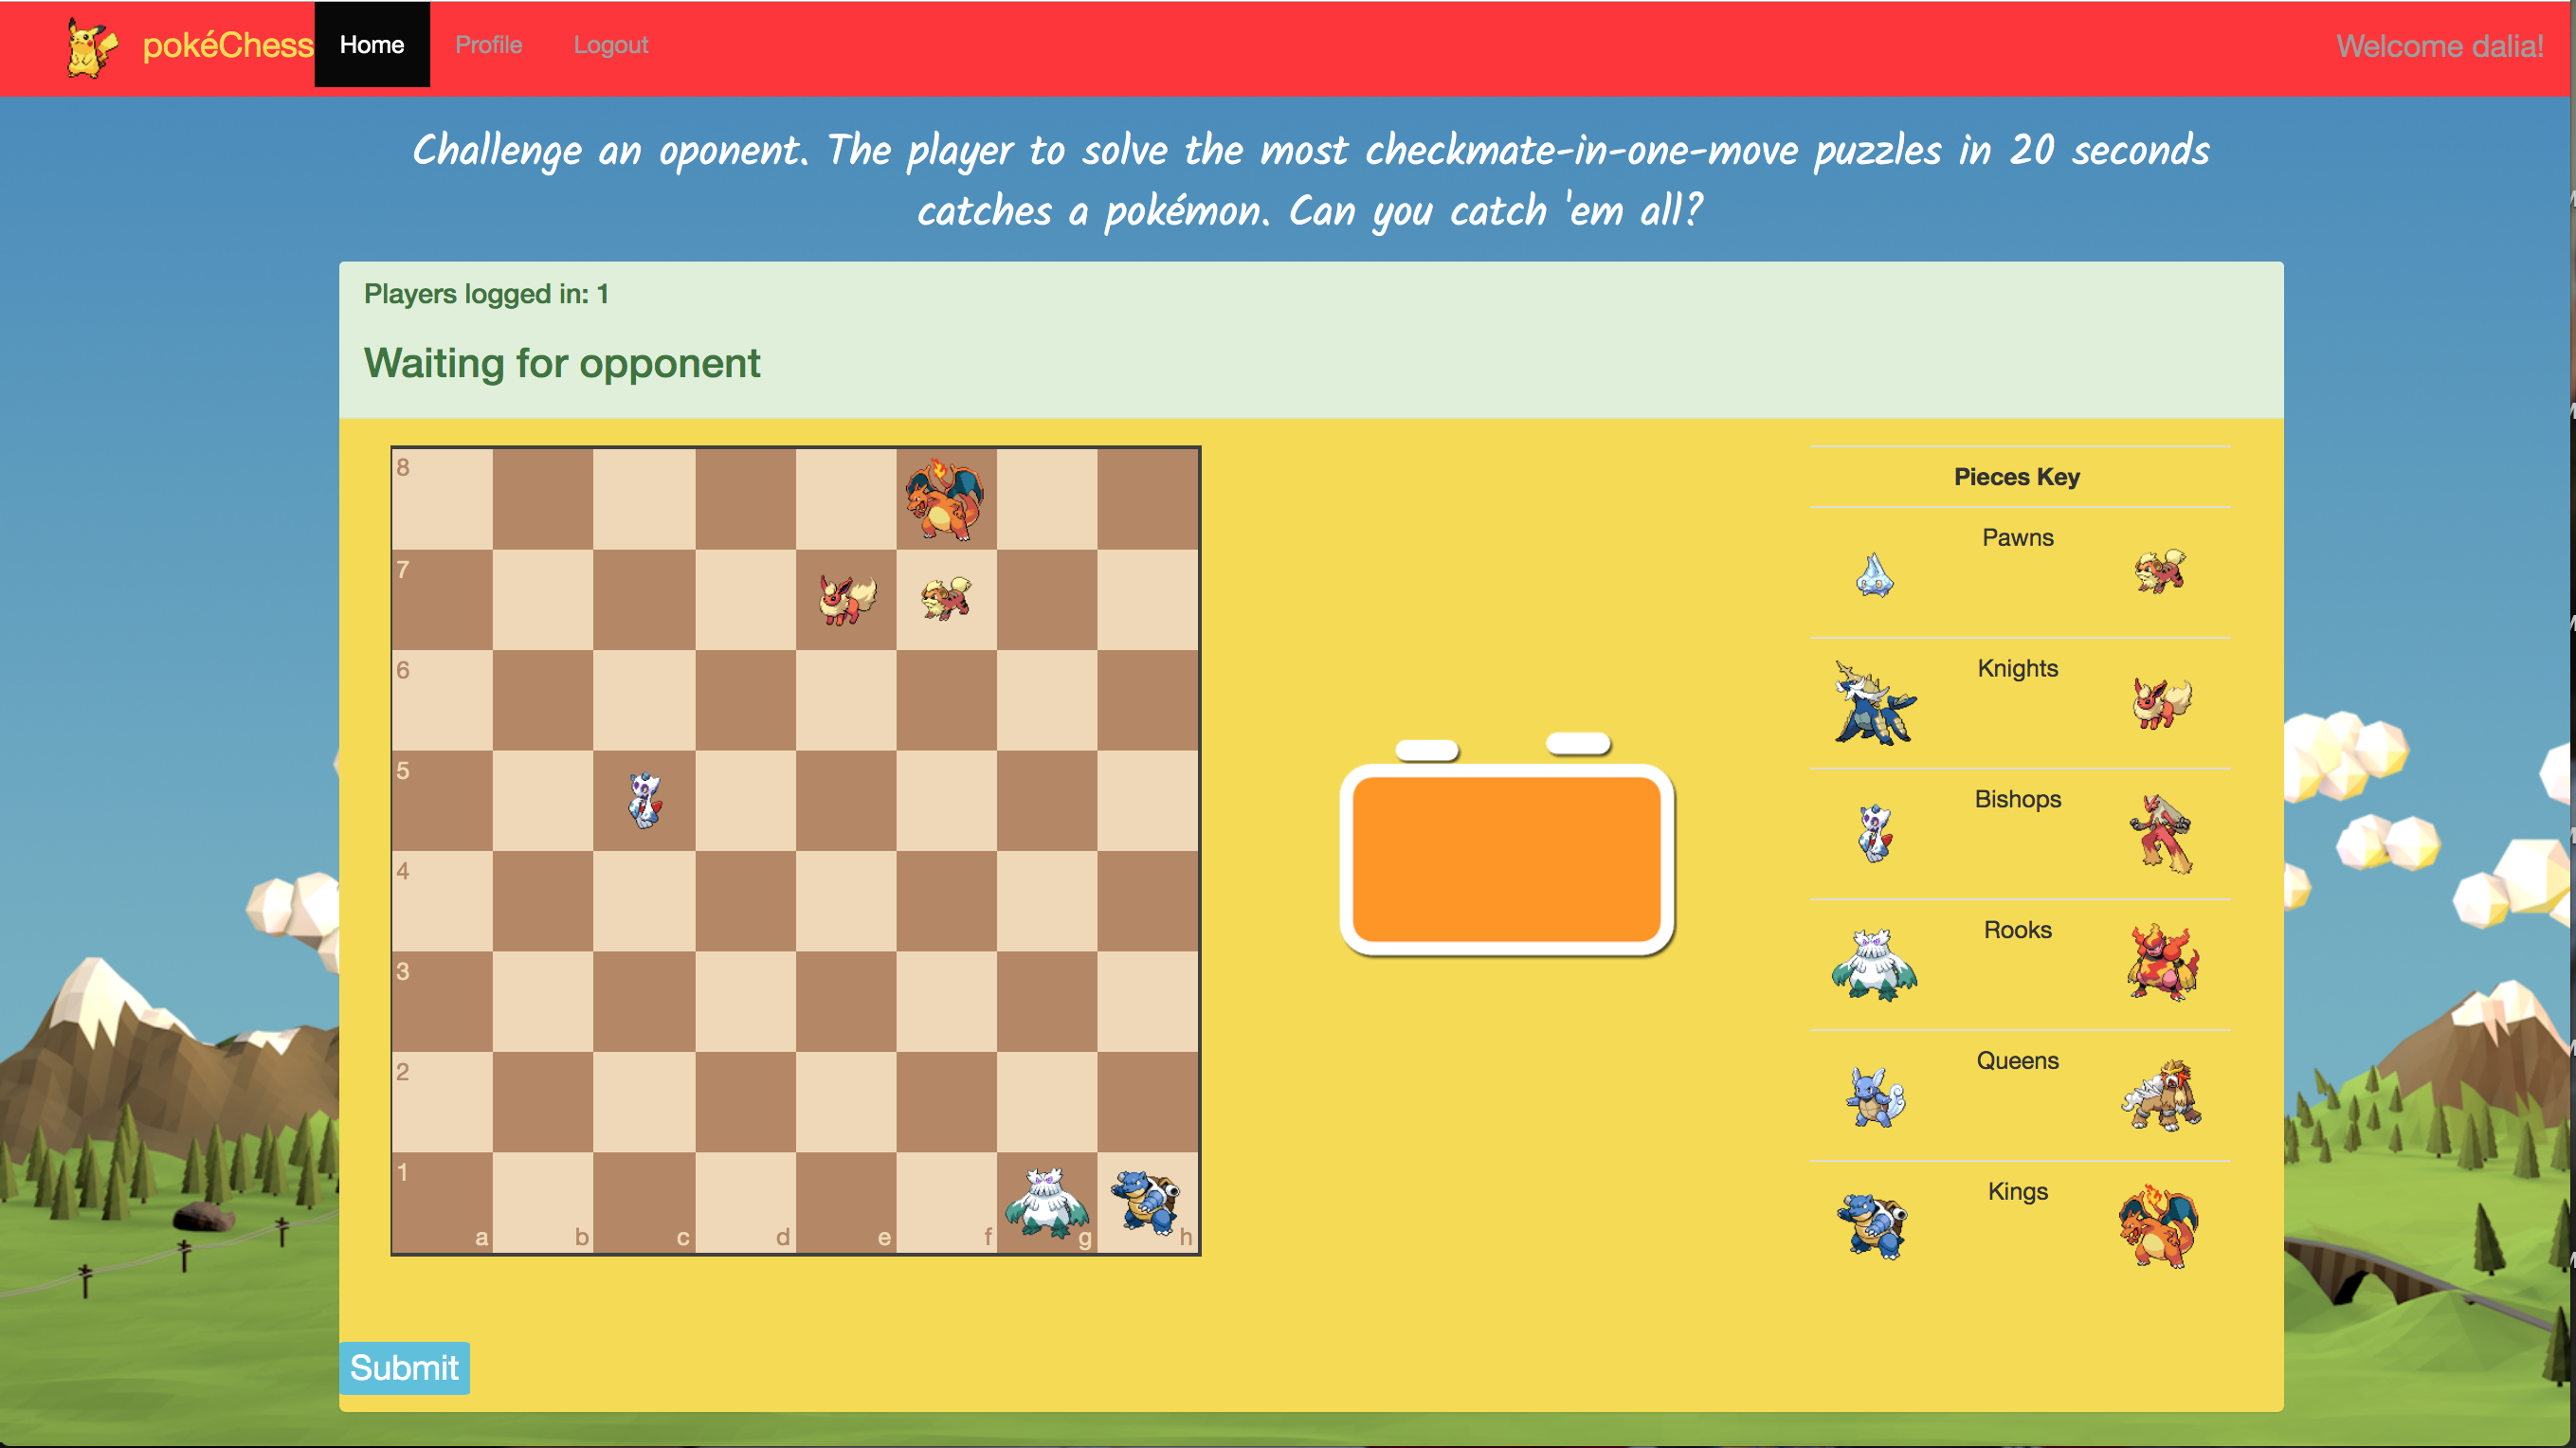 pokéChess Home Profile Logout Welcome dalia!
Challenge an oponent. The player to solve the most checkmate-in-one-move puzzles in 20 seconds
catches a pokémon. Can you catch 'em all?
Players logged in: 1
Waiting for opponent
8
7
6
5
4
3
2
1
a b c d e f g h
Pieces Key
Pawns
Knights
Bishops
Rooks
Queens
Kings
Submit